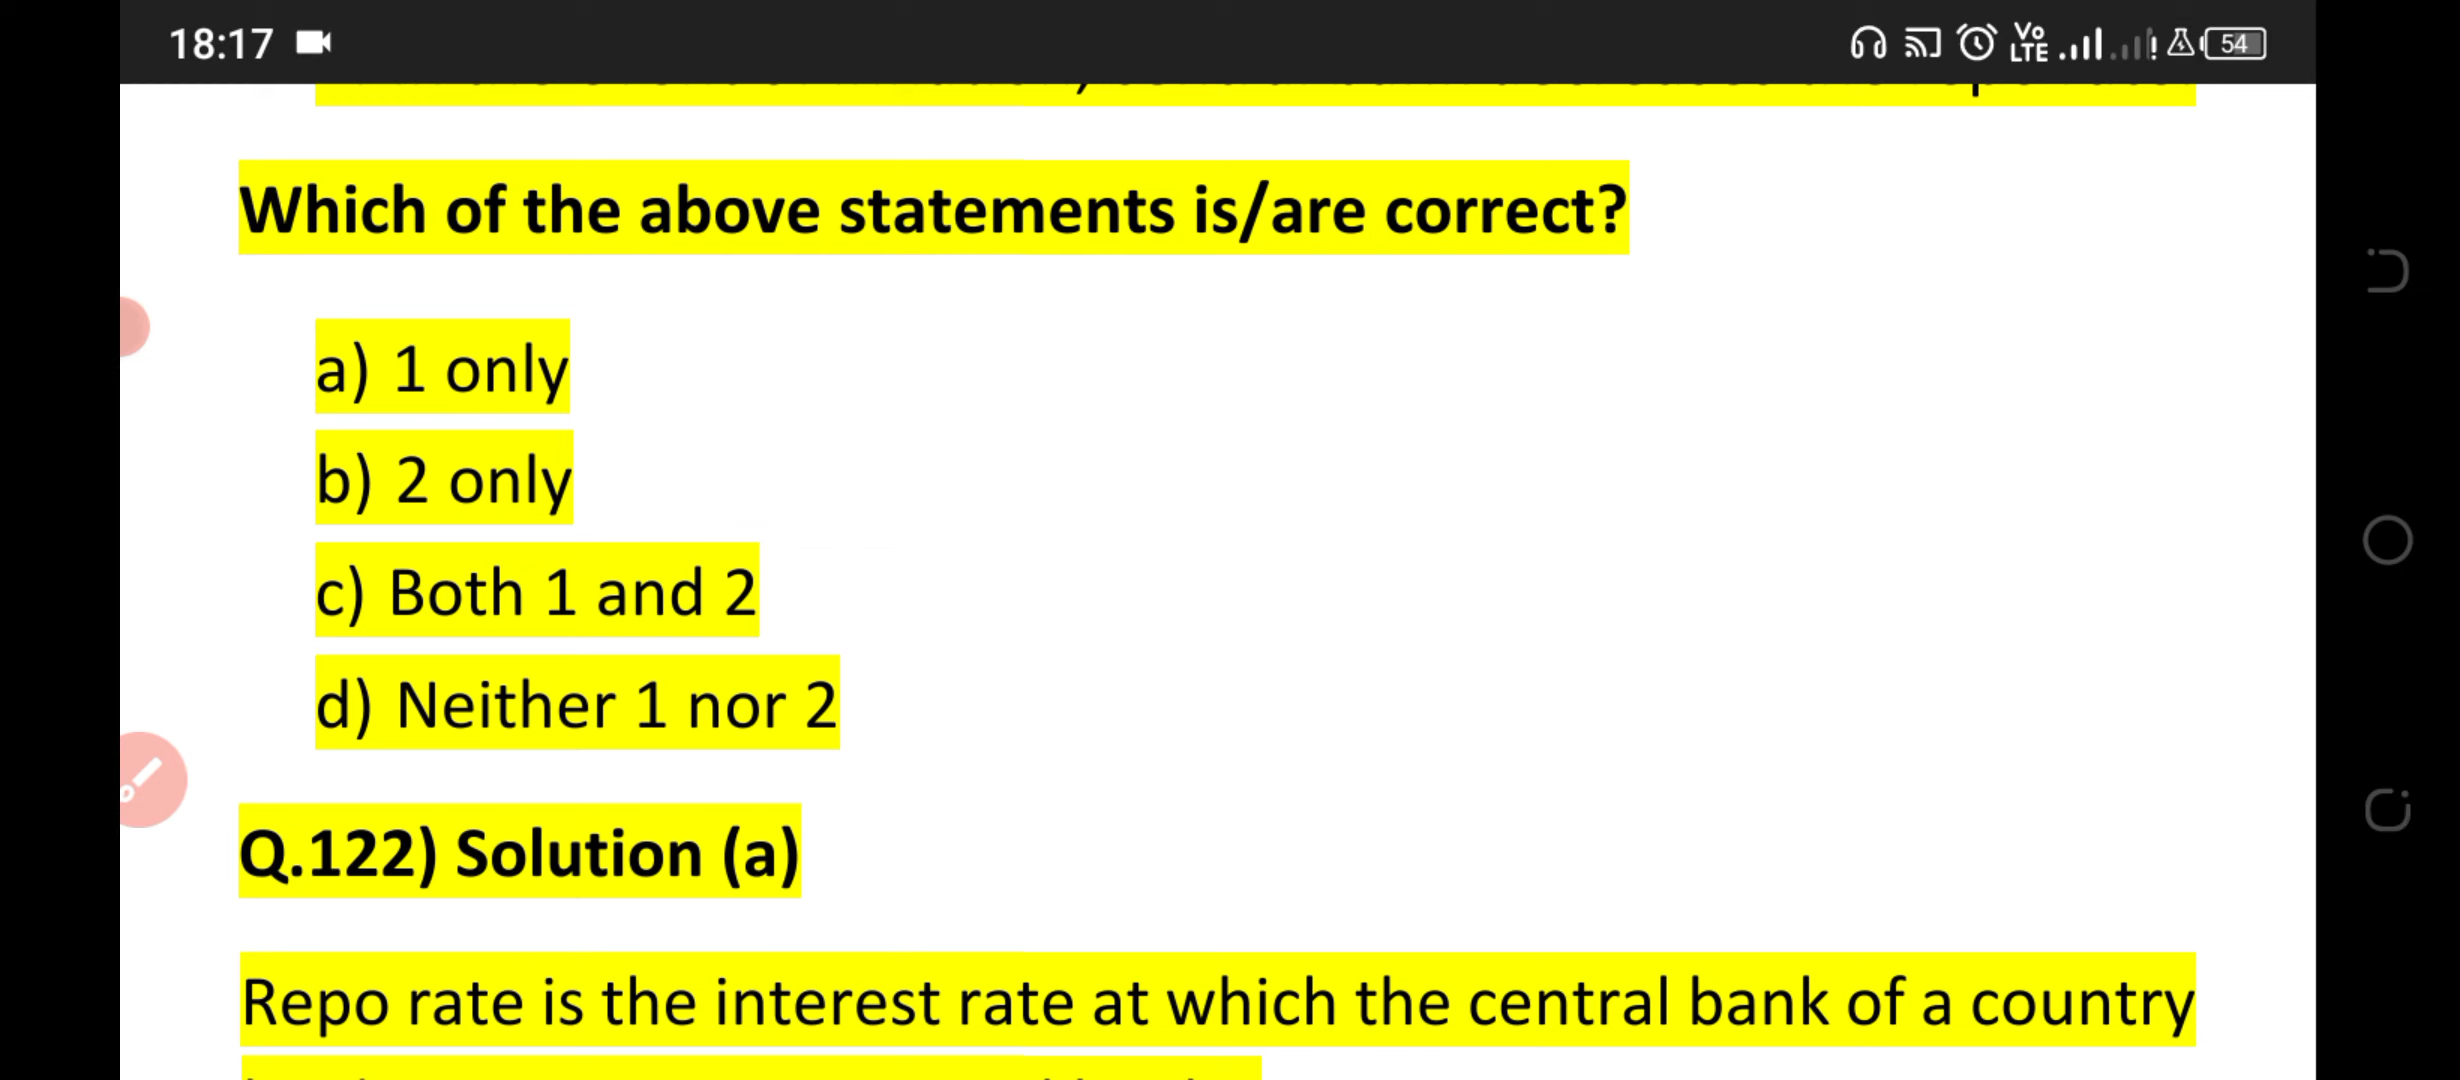 18:17
Vo LTE
54
Which of the above statements is/are correct?
a) 1 only
b) 2 only
c) Both 1 and 2
d) Neither 1 nor 2
Q.122) Solution (a)
Repo rate is the interest rate at which the central bank of a country